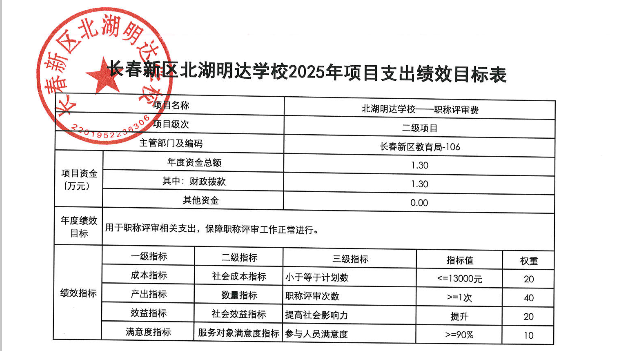 长春新区北湖明达学校
2201952236306
长春新区北湖明达学校2025年项目支出绩效目标表
项目名称 北湖明达学校——职称评审费
项目级次 二级项目
主管部门及编码 长春新区教育局-106
项目资金（万元） 年度资金总额 1.30
其中：财政拨款 1.30
其他资金 0.00
年度绩效目标 用于职称评审相关支出，保障职称评审工作正常进行。
绩效指标 一级指标 二级指标 三级指标 指标值 权重
成本指标 社会成本指标 小于等于计划数 <=13000元 20
产出指标 数量指标 职称评审次数 >=1次 40
效益指标 社会效益指标 提高社会影响力 提升 20
满意度指标 服务对象满意度指标 参与人员满意度 >=90% 10